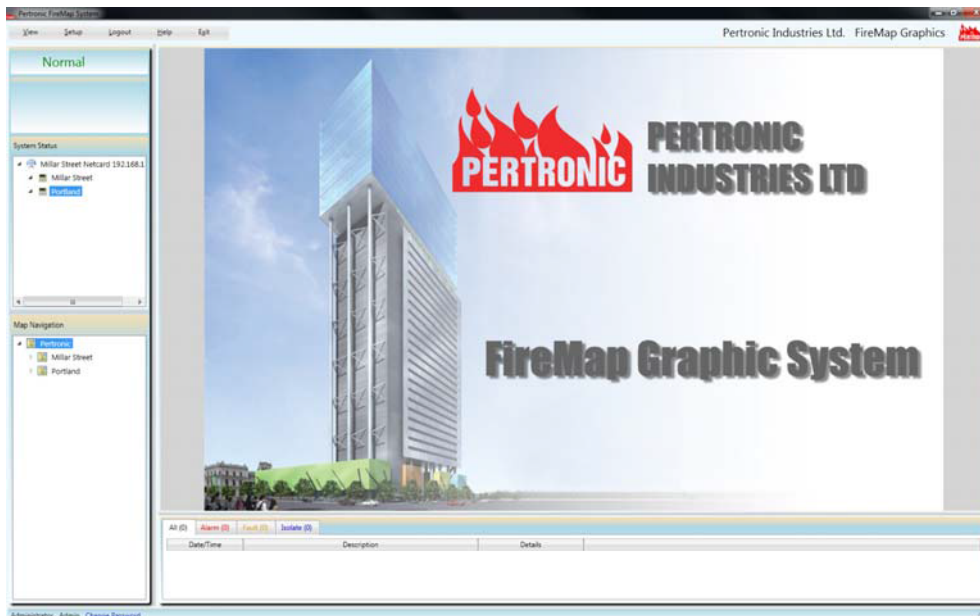 Pertronic FireMap System
View Setup Logout Help Exit
Pertronic Industries Ltd. FireMap Graphics
Normal
System Status
Millar Street Netcard 192.168.1
Millar Street
Portland
Map Navigation
Pertronic
Millar Street
Portland
PERTRONIC
PERTRONIC
INDUSTRIES LTD
FireMap Graphic System
All (0) Alarm (0) Fault (0) Isolate (0)
Date/Time Description Details
Administrator Admin Change Password